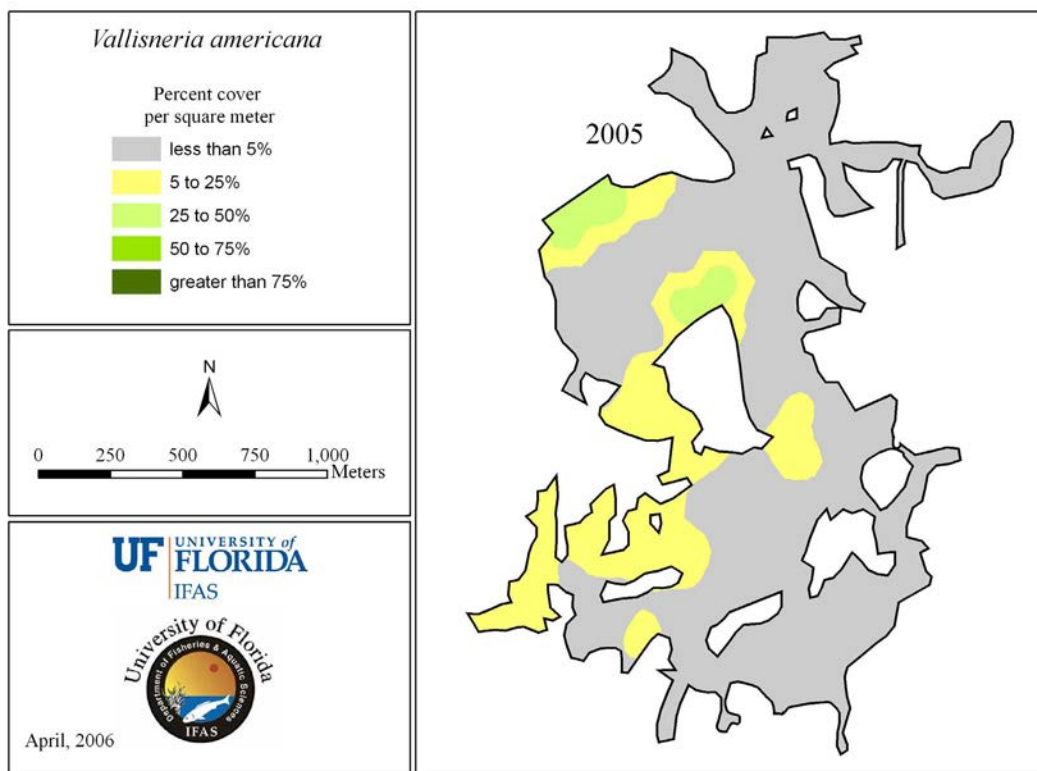 Vallisneria americana
Percent cover
per square meter
less than 5%
5 to 25%
25 to 50%
50 to 75%
greater than 75%
N
0 250 500 750 1,000
Meters
UF UNIVERSITY of
FLORIDA
IFAS
University of Florida
Department of Fisheries & Aquatic Sciences
IFAS
April, 2006
2005